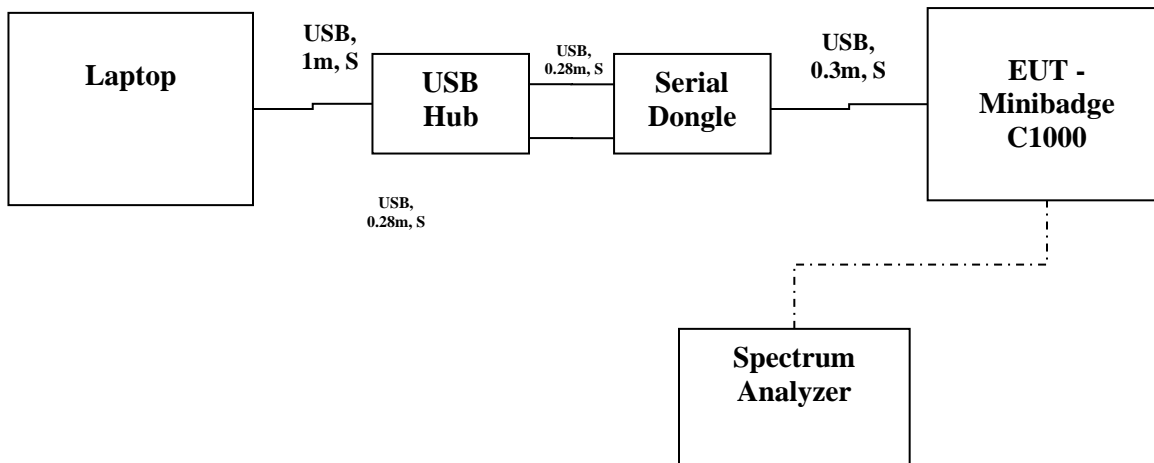 Laptop
USB,
1m, S
USB
Hub
USB,
0.28m, S
Serial
Dongle
USB,
0.3m, S
EUT -
Minibadge
C1000
USB,
0.28m, S
Spectrum
Analyzer